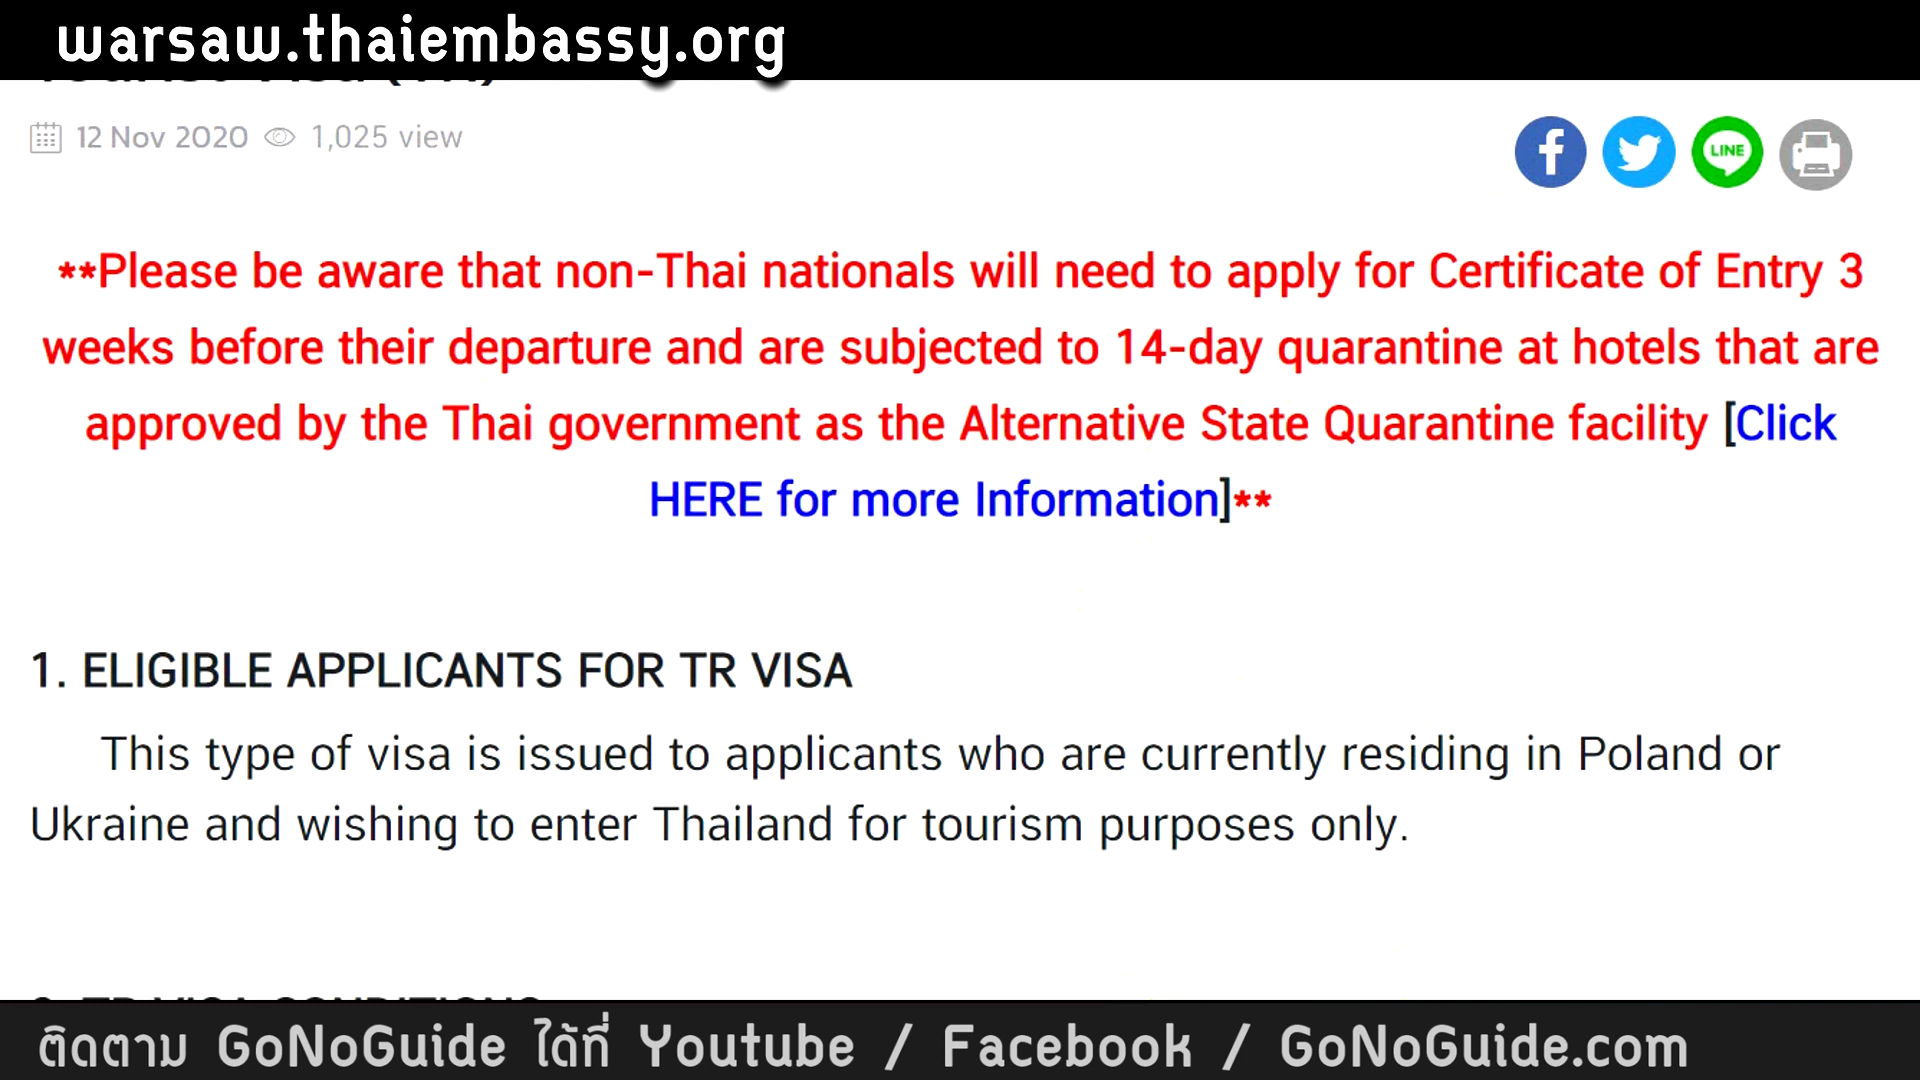 warsaw.thaiembassy.org
12 Nov 2020 1,025 view
LINE
**Please be aware that non-Thai nationals will need to apply for Certificate of Entry 3
weeks before their departure and are subjected to 14-day quarantine at hotels that are
approved by the Thai government as the Alternative State Quarantine facility [Click
HERE for more Information]**
1. ELIGIBLE APPLICANTS FOR TR VISA
This type of visa is issued to applicants who are currently residing in Poland or
Ukraine and wishing to enter Thailand for tourism purposes only.
ติดตาม GoNoGuide ได้ที่ Youtube / Facebook / GoNoGuide.com